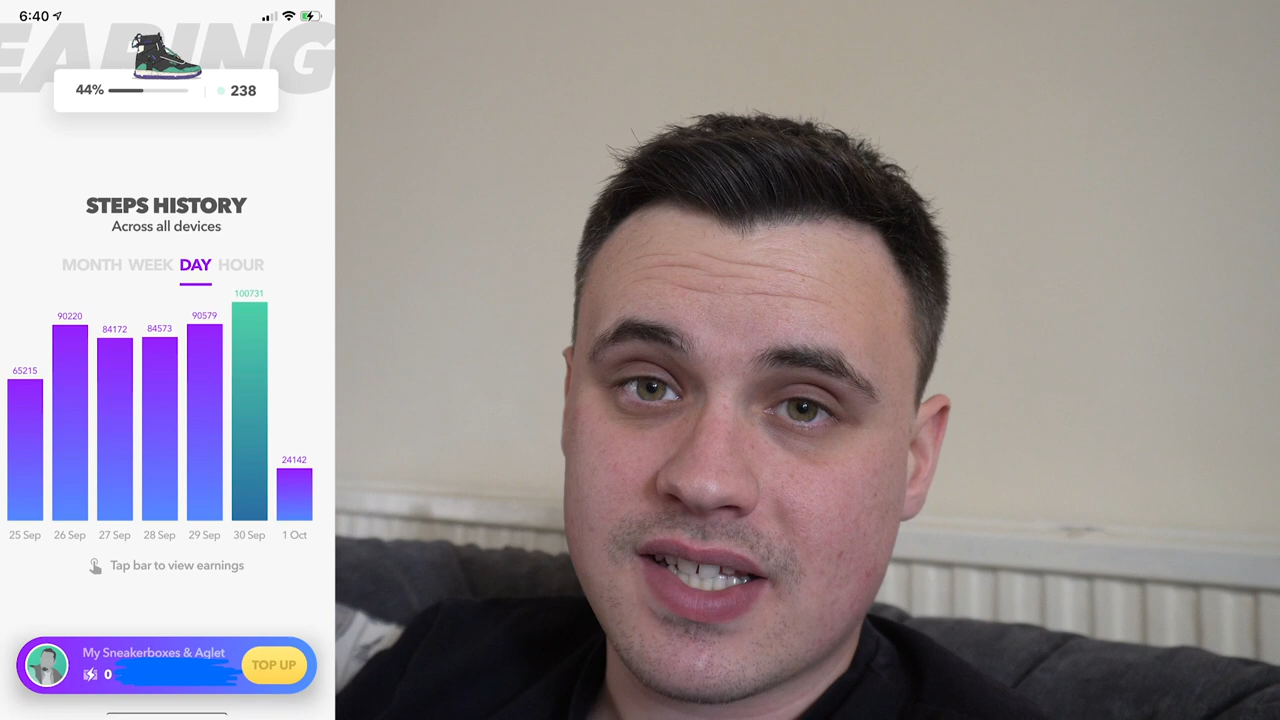 6:40
EARING
44% 238
STEPS HISTORY
Across all devices
MONTH WEEK DAY HOUR
100731
90220 84172 84573 90579
65215
24142
25 Sep 26 Sep 27 Sep 28 Sep 29 Sep 30 Sep 1 Oct
Tap bar to view earnings
My Sneakerboxes & Aglet
0
TOP UP